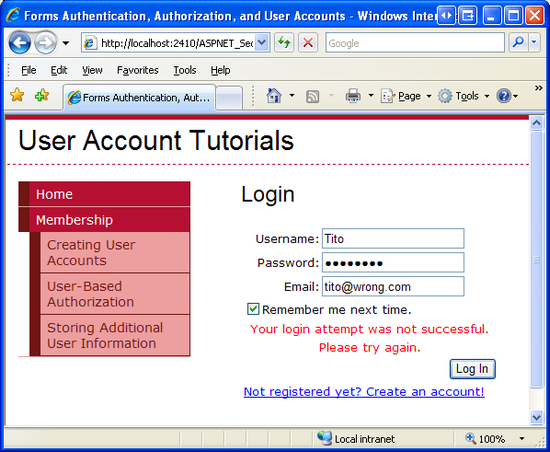 Forms Authentication, Authorization, and User Accounts - Windows Inter
http://localhost:2410/ASPNET_Sec
Google
File Edit View Favorites Tools Help
Forms Authentication, Aut...
Page Tools
User Account Tutorials
Home
Membership
Creating User
Accounts
User-Based
Authorization
Storing Additional
User Information
Login
Username: Tito
Password: ●●●●●●●●
Email: tito@wrong.com
Remember me next time.
Your login attempt was not successful.
Please try again.
Log In
Not registered yet? Create an account!
Local intranet
100%